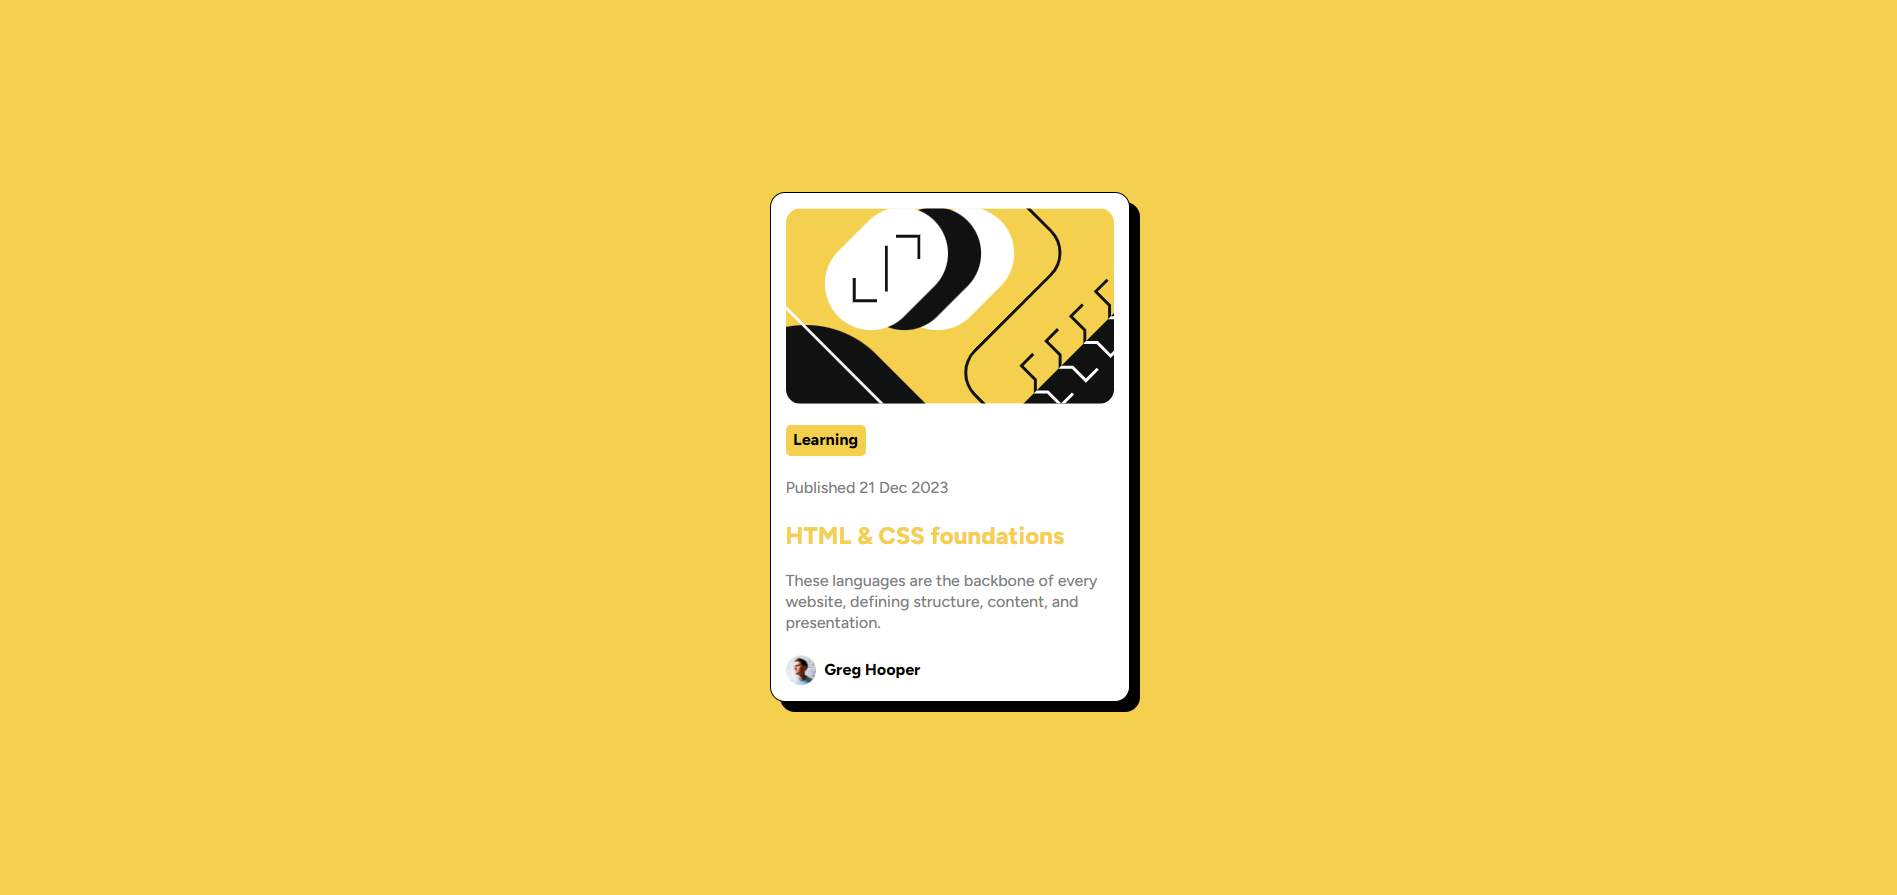 Learning
Published 21 Dec 2023
HTML & CSS foundations
These languages are the backbone of every
website, defining structure, content, and
presentation.
Greg Hooper